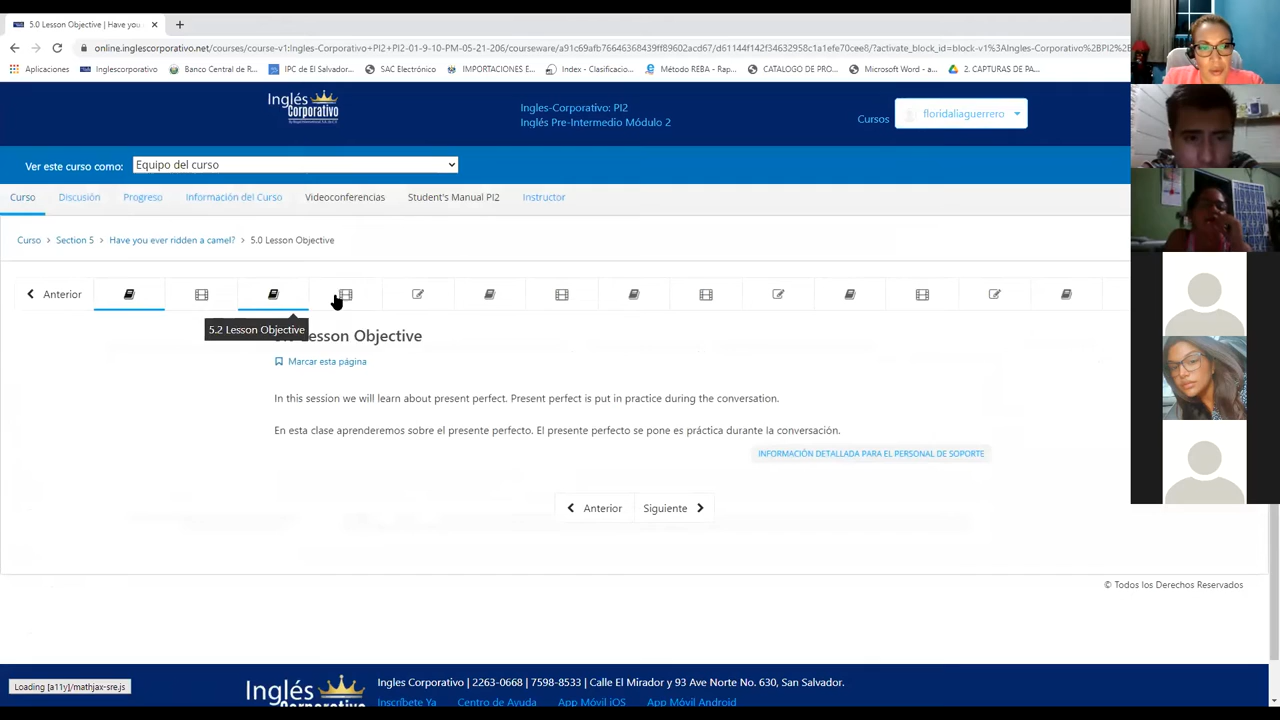 5.0 Lesson Objective | Have you
online.inglescorporativo.net/courses/course-v1:Ingles-Corporativo+PI2+PI2-01-9-10-PM-05-21-206/courseware/a91c69afb76646368439ff89602acd67/d61144f142f34632958c1a1efe70cee8/?activate_block_id=block-v1%3AIngles-Corporativo%2BPI2%
Aplicaciones
Inglescorporativo
Banco Central de R...
IPC de El Salvador...
SAC Electrónico
IMPORTACIONES E...
Index - Clasificacio...
Método REBA - Rap...
CATALOGO DE PRO...
Microsoft Word - a...
2. CAPTURAS DE PA...
Inglés
Corporativo
Ingles-Corporativo: PI2
Inglés Pre-Intermedio Módulo 2
Cursos
floridaliaguerrero
Ver este curso como:
Equipo del curso
Curso
Discusión
Progreso
Información del Curso
Videoconferencias
Student's Manual PI2
Instructor
Curso > Section 5 > Have you ever ridden a camel? > 5.0 Lesson Objective
Anterior
5.2 Lesson Objective
Lesson Objective
Marcar esta página
In this session we will learn about present perfect. Present perfect is put in practice during the conversation.
En esta clase aprenderemos sobre el presente perfecto. El presente perfecto se pone es práctica durante la conversación.
INFORMACIÓN DETALLADA PARA EL PERSONAL DE SOPORTE
Anterior
Siguiente
© Todos los Derechos Reservados
Loading [a11y]/mathjax-sre.js
Inglés
Corporativo
Ingles Corporativo | 2263-0668 | 7598-8533 | Calle El Mirador y 93 Ave Norte No. 630, San Salvador.
Inscríbete Ya
Centro de Ayuda
App Móvil iOS
App Móvil Android